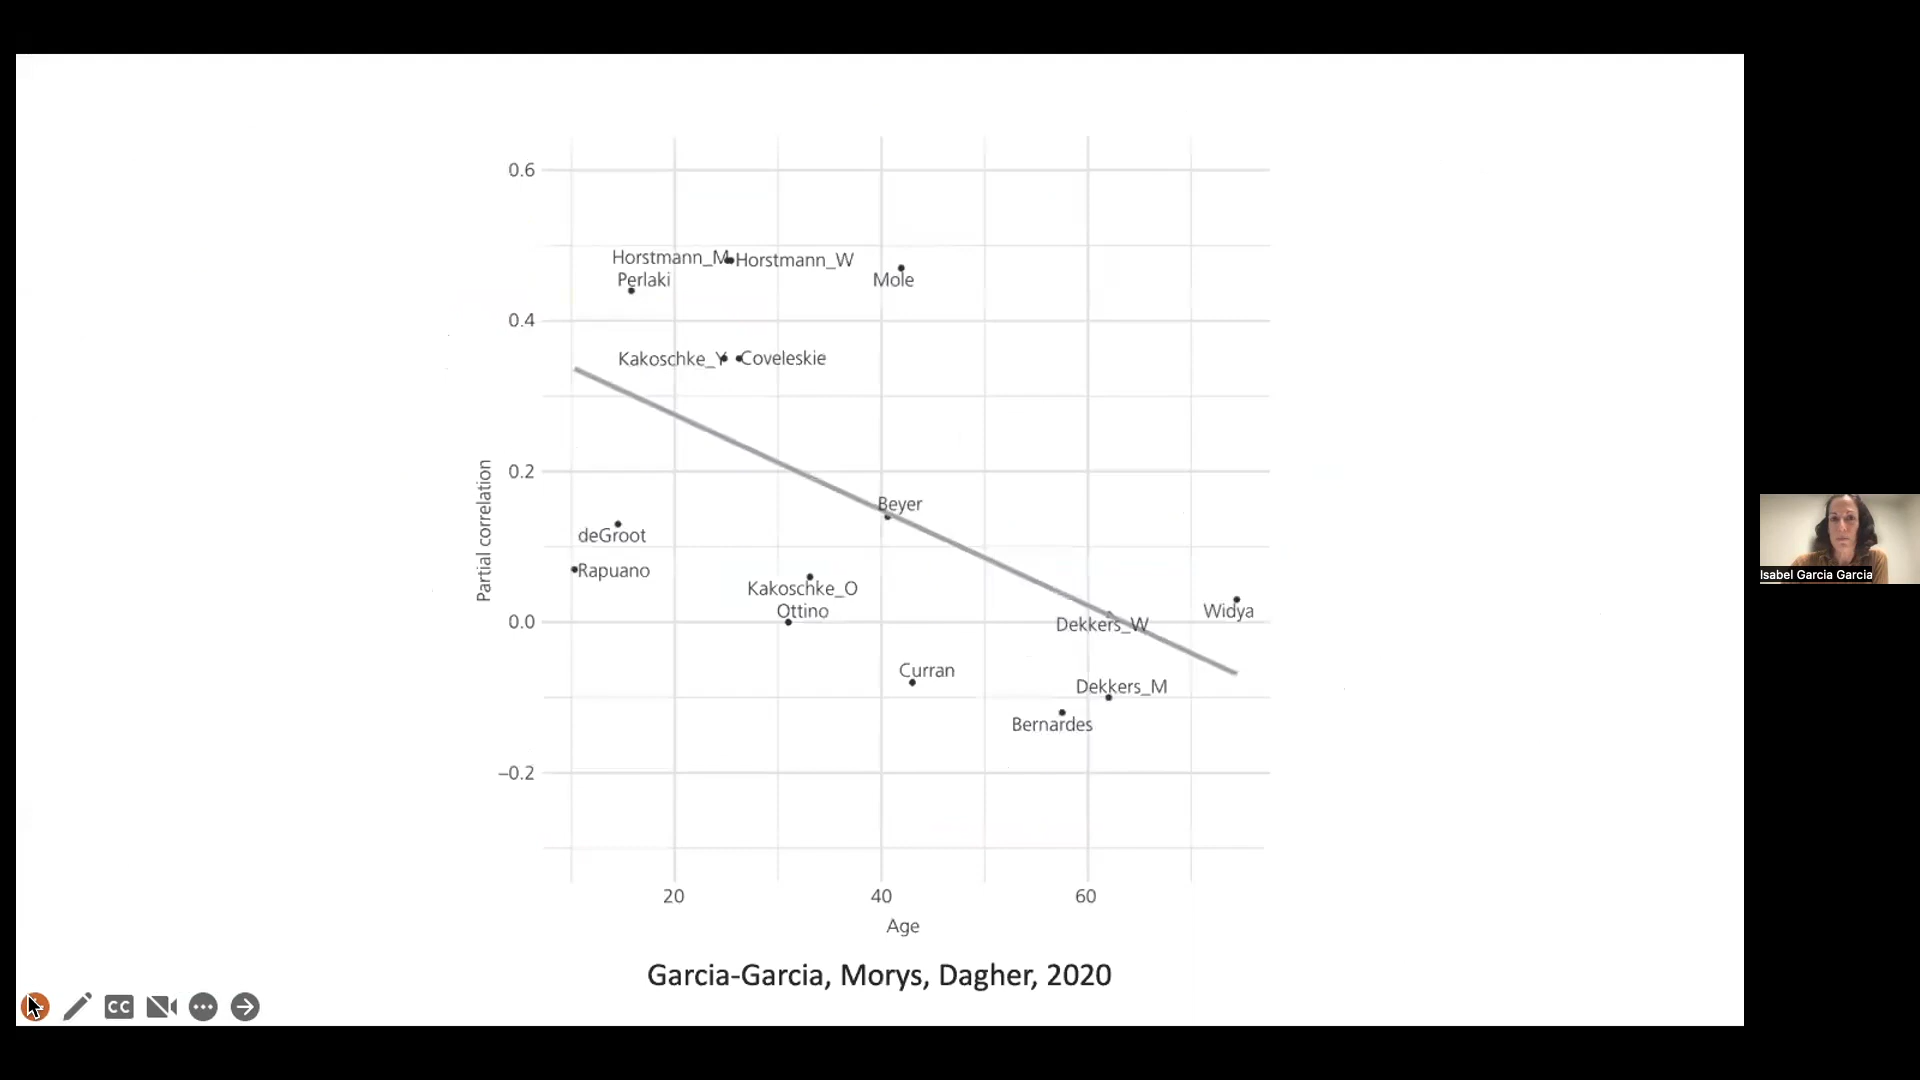 0.6
Horstmann_M
Horstmann_W
Perlaki
Mole
0.4
Kakoschke_Y
Coveleskie
Partial correlation
0.2
Beyer
deGroot
Rapuano
Kakoschke_O
Ottino
Widya
0.0
Dekkers_W
Curran
Dekkers_M
Bernardes
–0.2
20
40
60
Age
Garcia-Garcia, Morys, Dagher, 2020
CC
Isabel Garcia Garcia